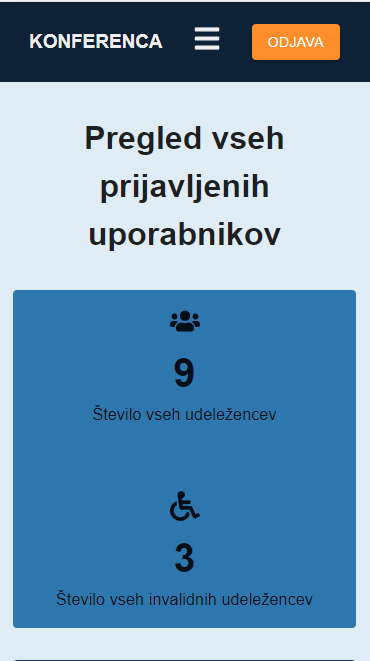 KONFERENCA
ODJAVA
Pregled vseh
prijavljenih
uporabnikov
9
Število vseh udeležencev
3
Število vseh invalidnih udeležencev